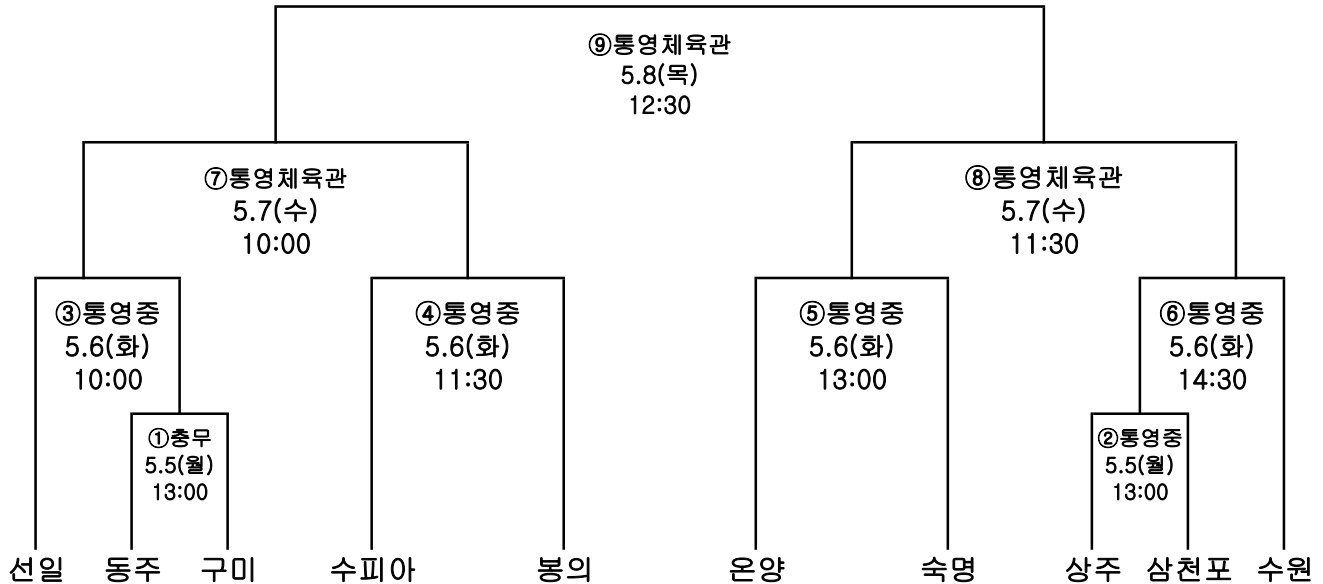 ⑨통영체육관
5.8(목)
12:30
⑦통영체육관
5.7(수)
10:00
⑧통영체육관
5.7(수)
11:30
③통영중
5.6(화)
10:00
④통영중
5.6(화)
11:30
⑤통영중
5.6(화)
13:00
⑥통영중
5.6(화)
14:30
①충무
5.5(월)
13:00
②통영중
5.5(월)
13:00
선일 동주 구미 수피아 봉의 온양 숙명 상주 삼천포 수원